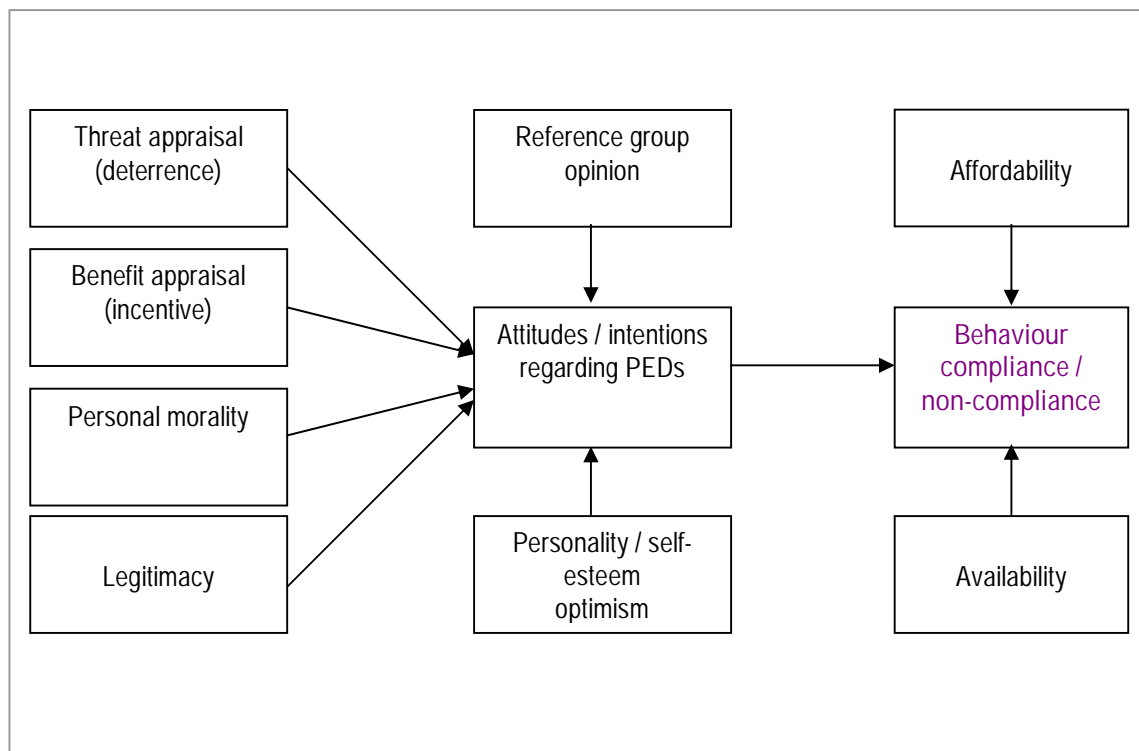 Threat appraisal
(deterrence)
Reference group
opinion
Affordability
Benefit appraisal
(incentive)
Attitudes / intentions
regarding PEDs
Behaviour
compliance /
non-compliance
Personal morality
Legitimacy
Personality / self-
esteem
optimism
Availability